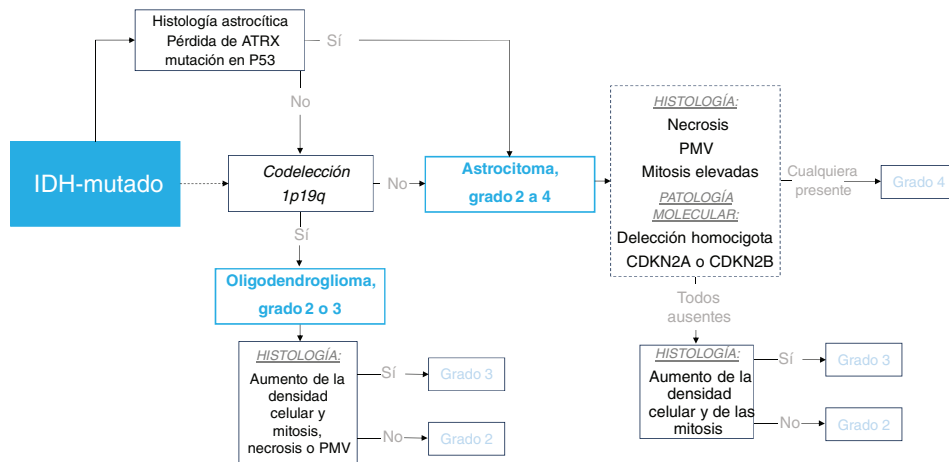 Histología astrocítica
Pérdida de ATRX
mutación en P53
Sí
No
IDH-mutado
Codelección
1p19q
No
Astrocitoma,
grado 2 a 4
HISTOLOGÍA:
Necrosis
PMV
Mitosis elevadas
PATOLOGÍA
MOLECULAR:
Delección homocigota
CDKN2A o CDKN2B
Cualquiera
presente
Grado 4
Sí
Oligodendroglioma,
grado 2 o 3
Todos
ausentes
HISTOLOGÍA:
Aumento de la
densidad
celular y
mitosis,
necrosis o PMV
Sí
Grado 3
No
Grado 2
HISTOLOGÍA:
Aumento de la
densidad
celular y de las
mitosis
Sí
Grado 3
No
Grado 2